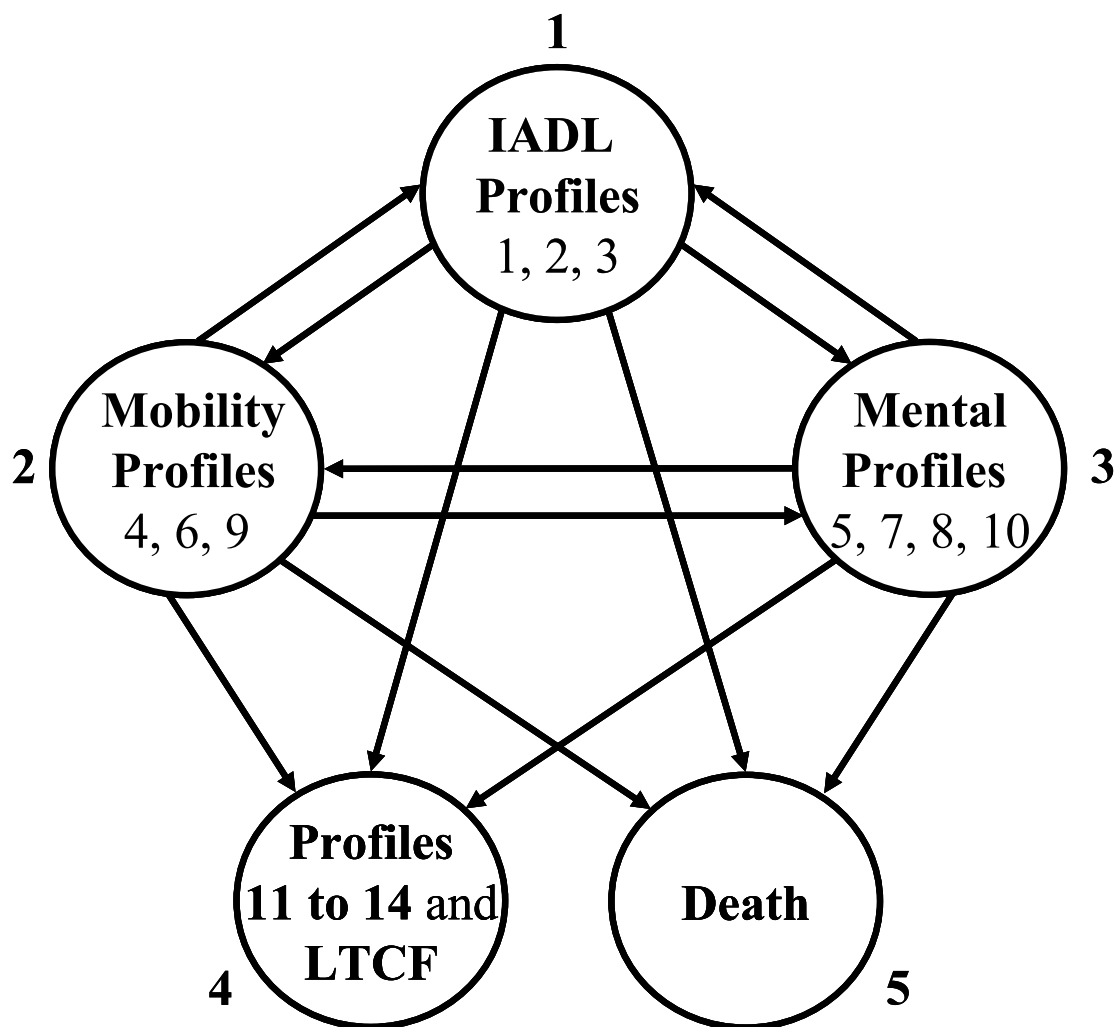 1
IADL
Profiles
1, 2, 3
Mobility
Profiles
4, 6, 9
2
Mental
Profiles
5, 7, 8, 10
3
Profiles
11 to 14 and
LTCF
4
Death
5